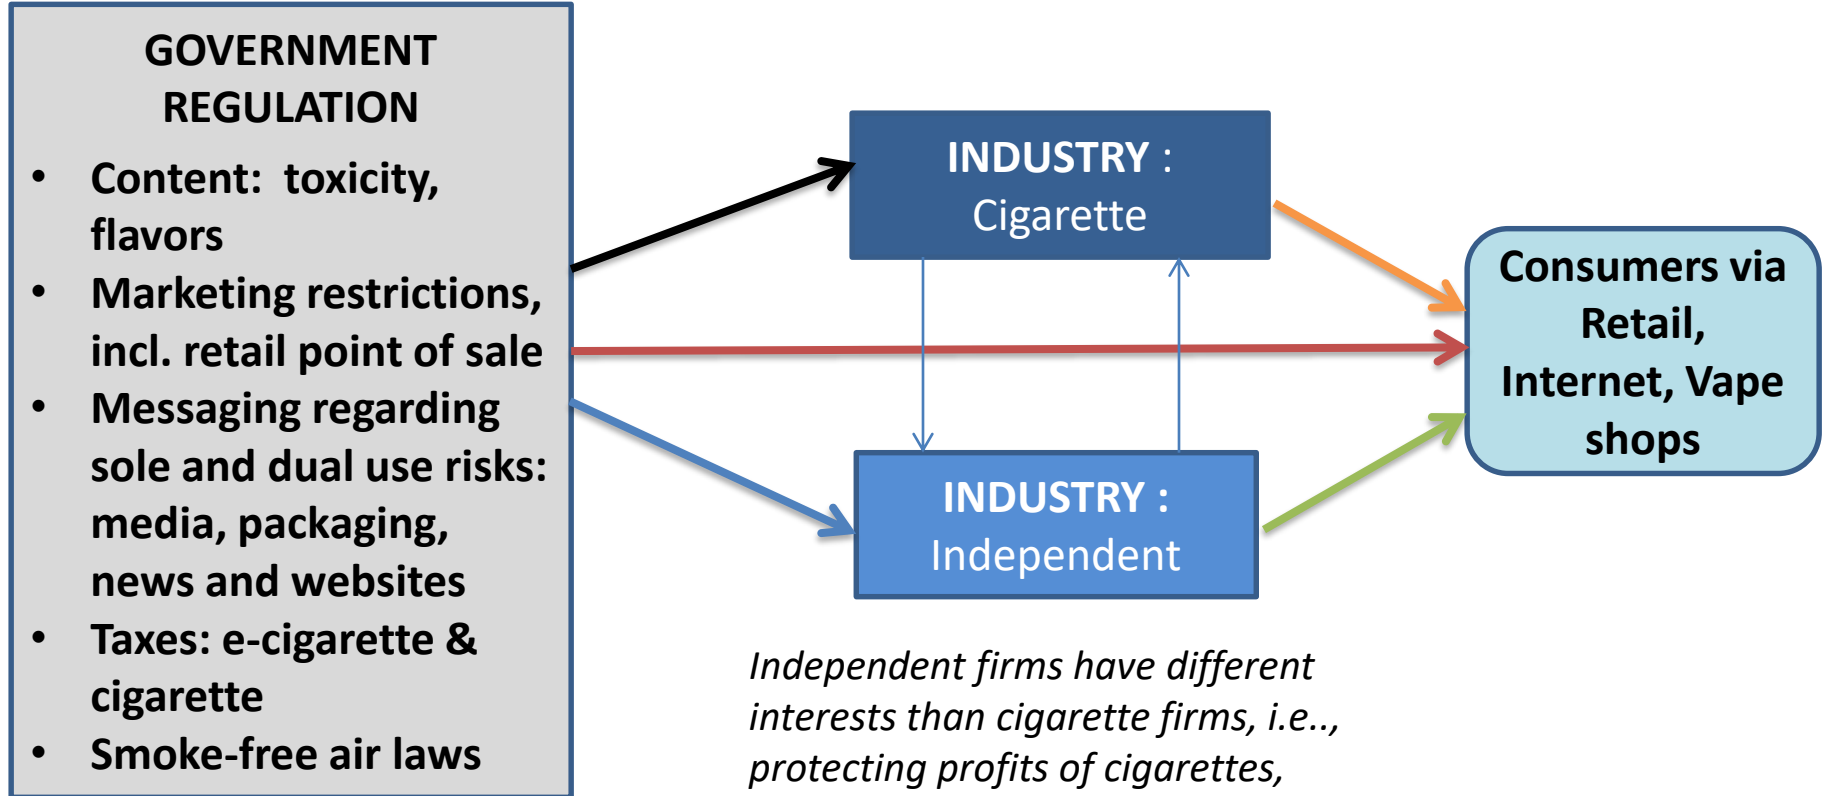 GOVERNMENT
REGULATION
• Content: toxicity,
flavors
• Marketing restrictions,
incl. retail point of sale
• Messaging regarding
sole and dual use risks:
media, packaging,
news and websites
• Taxes: e-cigarette &
cigarette
• Smoke-free air laws
INDUSTRY :
Cigarette
INDUSTRY :
Independent
Independent firms have different
interests than cigarette firms, i.e..,
protecting profits of cigarettes,
Consumers via
Retail,
Internet, Vape
shops